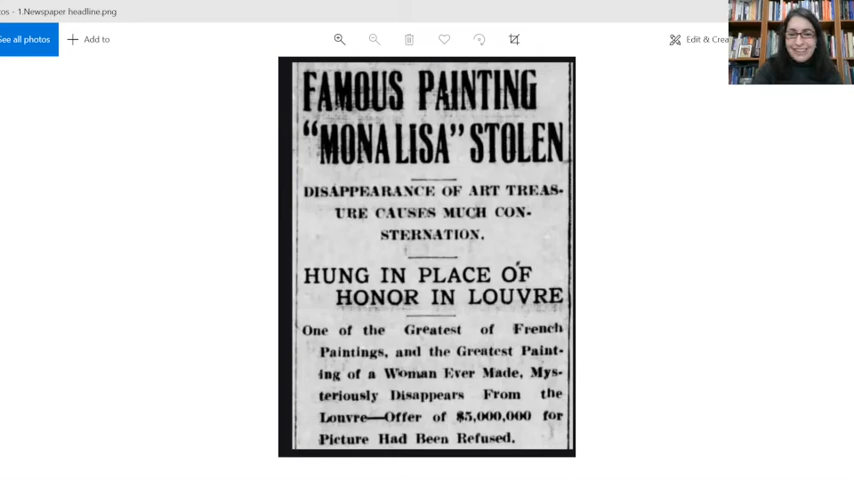 otos - 1.Newspaper headline.png
See all photos
Add to
Edit & Crea
FAMOUS PAINTING
"MONA LISA" STOLEN
DISAPPEARANCE OF ART TREAS-
URE CAUSES MUCH CON-
STERNATION.
HUNG IN PLACE OF
HONOR IN LOUVRE
One of the Greatest of French
Paintings, and the Greatest Paint-
ing of a Woman Ever Made, Mys-
teriously Disappears From the
Louvre—Offer of $5,000,000 for
Picture Had Been Refused.